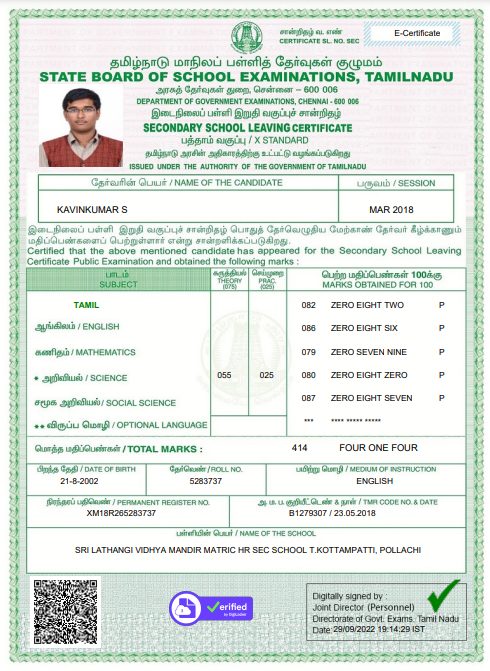 சான்றிதழ் வ. எண்
CERTIFICATE SL. NO. SEC
E-Certificate
தமிழ்நாடு மாநிலப் பள்ளித் தேர்வுகள் குழுமம்
STATE BOARD OF SCHOOL EXAMINATIONS, TAMILNADU
அரசுத் தேர்வுகள் துறை, சென்னை – 600 006
DEPARTMENT OF GOVERNMENT EXAMINATIONS, CHENNAI - 600 006
இடைநிலைப் பள்ளி இறுதி வகுப்புச் சான்றிதழ்
SECONDARY SCHOOL LEAVING CERTIFICATE
பத்தாம் வகுப்பு / X STANDARD
தமிழ்நாடு அரசின் அதிகாரத்திற்கு உட்பட்டு வழங்கப்படுகிறது
ISSUED UNDER THE AUTHORITY OF THE GOVERNMENT OF TAMILNADU
தேர்வரின் பெயர் / NAME OF THE CANDIDATE பருவம் / SESSION
KAVINKUMAR S MAR 2018
இடைநிலைப் பள்ளி இறுதி வகுப்புச் சான்றிதழ் பொதுத் தேர்வெழுதிய மேற்காண் தேர்வர் கீழ்க்காணும்
மதிப்பெண்களைப் பெற்றுள்ளார் என்று சான்றளிக்கப்படுகிறது.
Certified that the above mentioned candidate has appeared for the Secondary School Leaving
Certificate Public Examination and obtained the following marks :
பாடம் கருத்தியல் செய்முறை பெற்ற மதிப்பெண்கள் 100க்கு
SUBJECT THEORY (075) PRAC. (025) MARKS OBTAINED FOR 100
TAMIL 082 ZERO EIGHT TWO P
ஆங்கிலம் / ENGLISH 086 ZERO EIGHT SIX P
கணிதம் / MATHEMATICS 079 ZERO SEVEN NINE P
* அறிவியல் / SCIENCE 055 025 080 ZERO EIGHT ZERO P
சமூக அறிவியல் / SOCIAL SCIENCE 087 ZERO EIGHT SEVEN P
** விருப்ப மொழி / OPTIONAL LANGUAGE *** **** ***** *****
மொத்த மதிப்பெண்கள் / TOTAL MARKS : 414 FOUR ONE FOUR
பிறந்த தேதி / DATE OF BIRTH தேர்வெண் / ROLL NO. பயிற்று மொழி / MEDIUM OF INSTRUCTION
21-8-2002 5283737 ENGLISH
நிரந்தரப் பதிவெண் / PERMANENT REGISTER NO. அ. ம. ப. குறியீட்டெண் & நாள் / TMR CODE NO. & DATE
XM18R265283737 B1279307 / 23.05.2018
பள்ளியின் பெயர் / NAME OF THE SCHOOL
SRI LATHANGI VIDHYA MANDIR MATRIC HR SEC SCHOOL T.KOTTAMPATTI, POLLACHI
Verified
by DigiLocker
Digitally signed by :
Joint Director (Personnel)
Directorate of Govt. Exams. Tamil Nadu
Date: 29/09/2022 19:14:29 IST